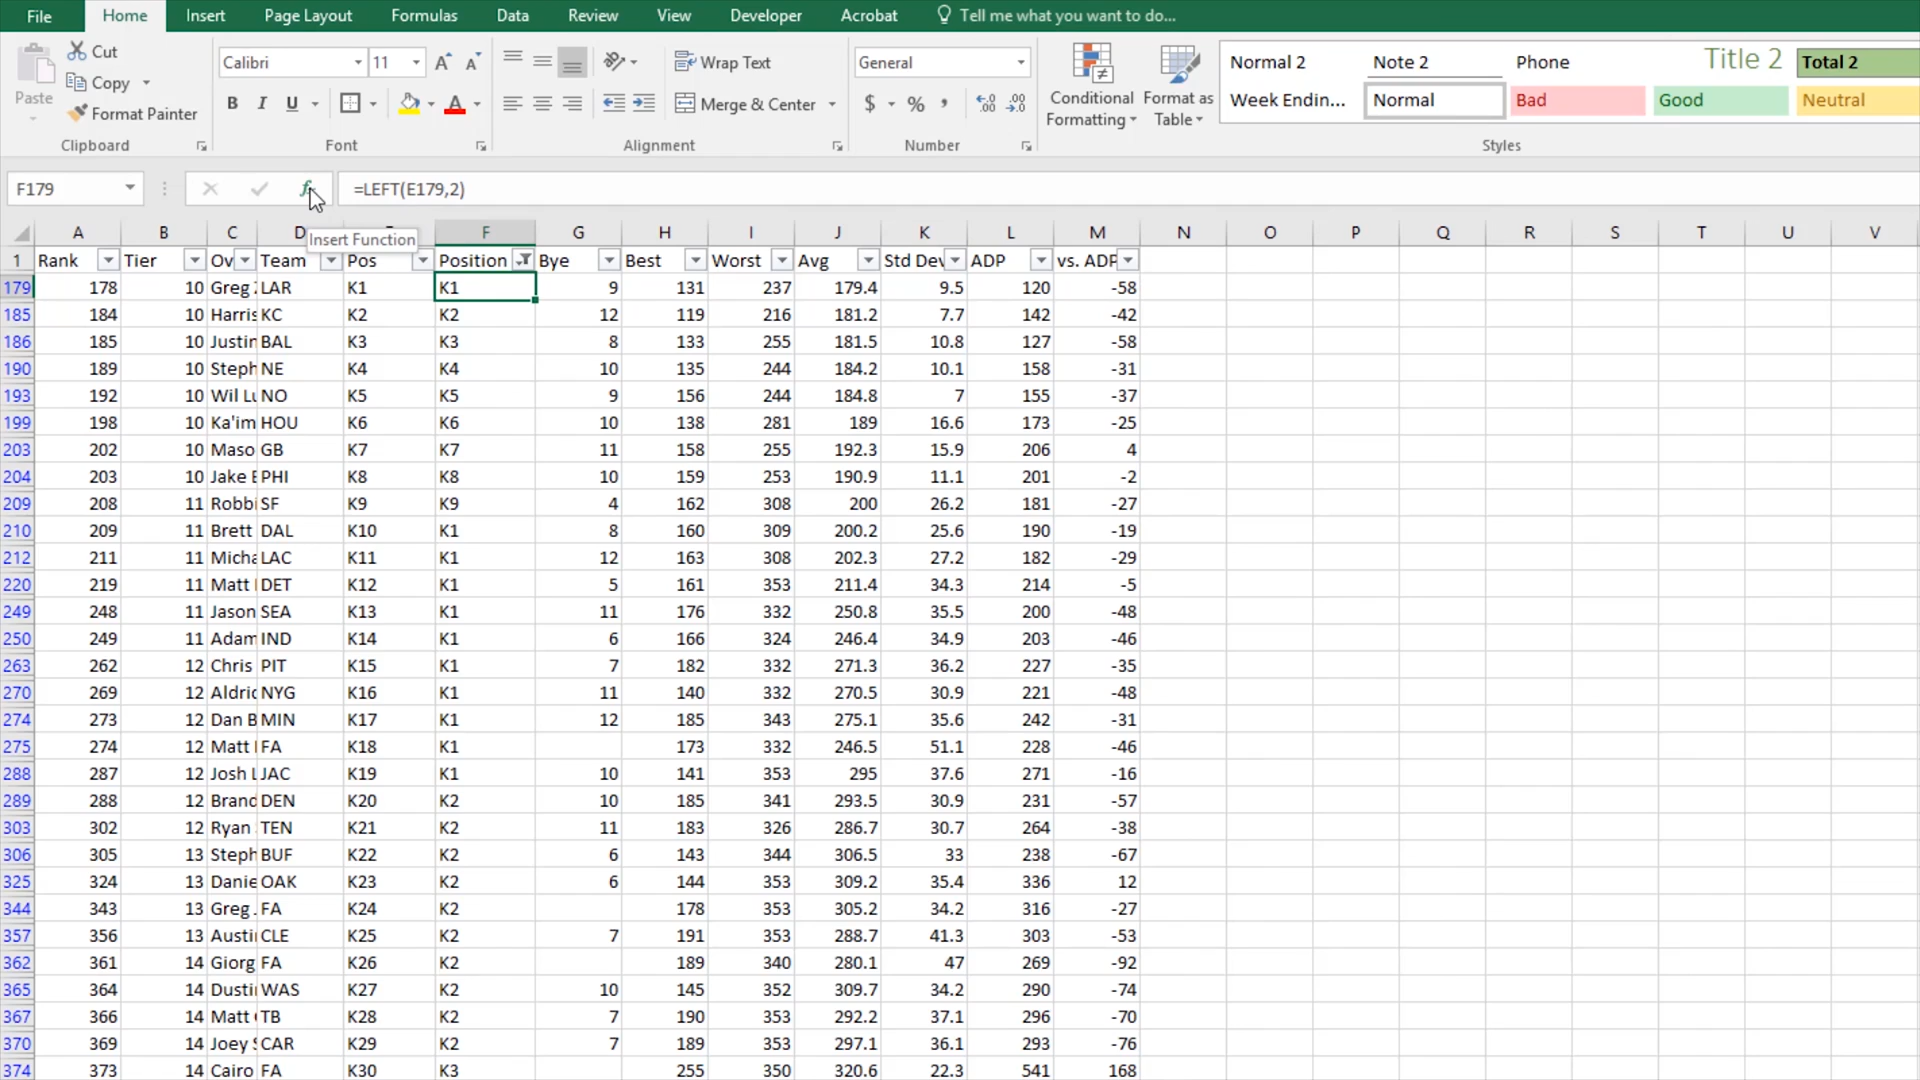 File Home Insert Page Layout Formulas Data Review View Developer Acrobat Tell me what you want to do...
Paste Cut Copy Format Painter Clipboard
Calibri 11 A A B I U A Font
Wrap Text Merge & Center Alignment
General $ % , Number
Conditional Formatting Format as Table
Normal 2 Note 2 Phone Title 2 Total 2
Week Endin... Normal Bad Good Neutral
Styles
F179 fx =LEFT(E179,2)
Insert Function
A B C D F G H I J K L M N O P Q R S T U V
1 Rank Tier Ov Team Pos Position Bye Best Worst Avg Std Dev ADP vs. ADP
179 178 10 Greg LAR K1 K1 9 131 237 179.4 9.5 120 -58
185 184 10 Harris KC K2 K2 12 119 216 181.2 7.7 142 -42
186 185 10 Justin BAL K3 K3 8 133 255 181.5 10.8 127 -58
190 189 10 Steph NE K4 K4 10 135 244 184.2 10.1 158 -31
193 192 10 Wil Lu NO K5 K5 9 156 244 184.8 7 155 -37
199 198 10 Ka'im HOU K6 K6 10 138 281 189 16.6 173 -25
203 202 10 Maso GB K7 K7 11 158 255 192.3 15.9 206 4
204 203 10 Jake E PHI K8 K8 10 159 253 190.9 11.1 201 -2
209 208 11 Robbi SF K9 K9 4 162 308 200 26.2 181 -27
210 209 11 Brett DAL K10 K1 8 160 309 200.2 25.6 190 -19
212 211 11 Micha LAC K11 K1 12 163 308 202.3 27.2 182 -29
220 219 11 Matt DET K12 K1 5 161 353 211.4 34.3 214 -5
249 248 11 Jason SEA K13 K1 11 176 332 250.8 35.5 200 -48
250 249 11 Adam IND K14 K1 6 166 324 246.4 34.9 203 -46
263 262 12 Chris PIT K15 K1 7 182 332 271.3 36.2 227 -35
270 269 12 Aldric NYG K16 K1 11 140 332 270.5 30.9 221 -48
274 273 12 Dan B MIN K17 K1 12 185 343 275.1 35.6 242 -31
275 274 12 Matt FA K18 K1 173 332 246.5 51.1 228 -46
288 287 12 Josh L JAC K19 K1 10 141 353 295 37.6 271 -16
289 288 12 Brand DEN K20 K2 10 185 341 293.5 30.9 231 -57
303 302 12 Ryan TEN K21 K2 11 183 326 286.7 30.7 264 -38
306 305 13 Steph BUF K22 K2 6 143 344 306.5 33 238 -67
325 324 13 Danie OAK K23 K2 6 144 353 309.2 35.4 336 12
344 343 13 Greg FA K24 K2 178 353 305.2 34.2 316 -27
357 356 13 Austi CLE K25 K2 7 191 353 288.7 41.3 303 -53
362 361 14 Giorg FA K26 K2 189 340 280.1 47 269 -92
365 364 14 Dusti WAS K27 K2 10 145 352 309.7 34.2 290 -74
367 366 14 Matt TB K28 K2 7 190 353 292.2 37.1 296 -70
370 369 14 Joey CAR K29 K2 7 189 353 297.1 36.1 293 -76
374 373 14 Cairo FA K30 K3 255 350 320.6 22.3 541 168